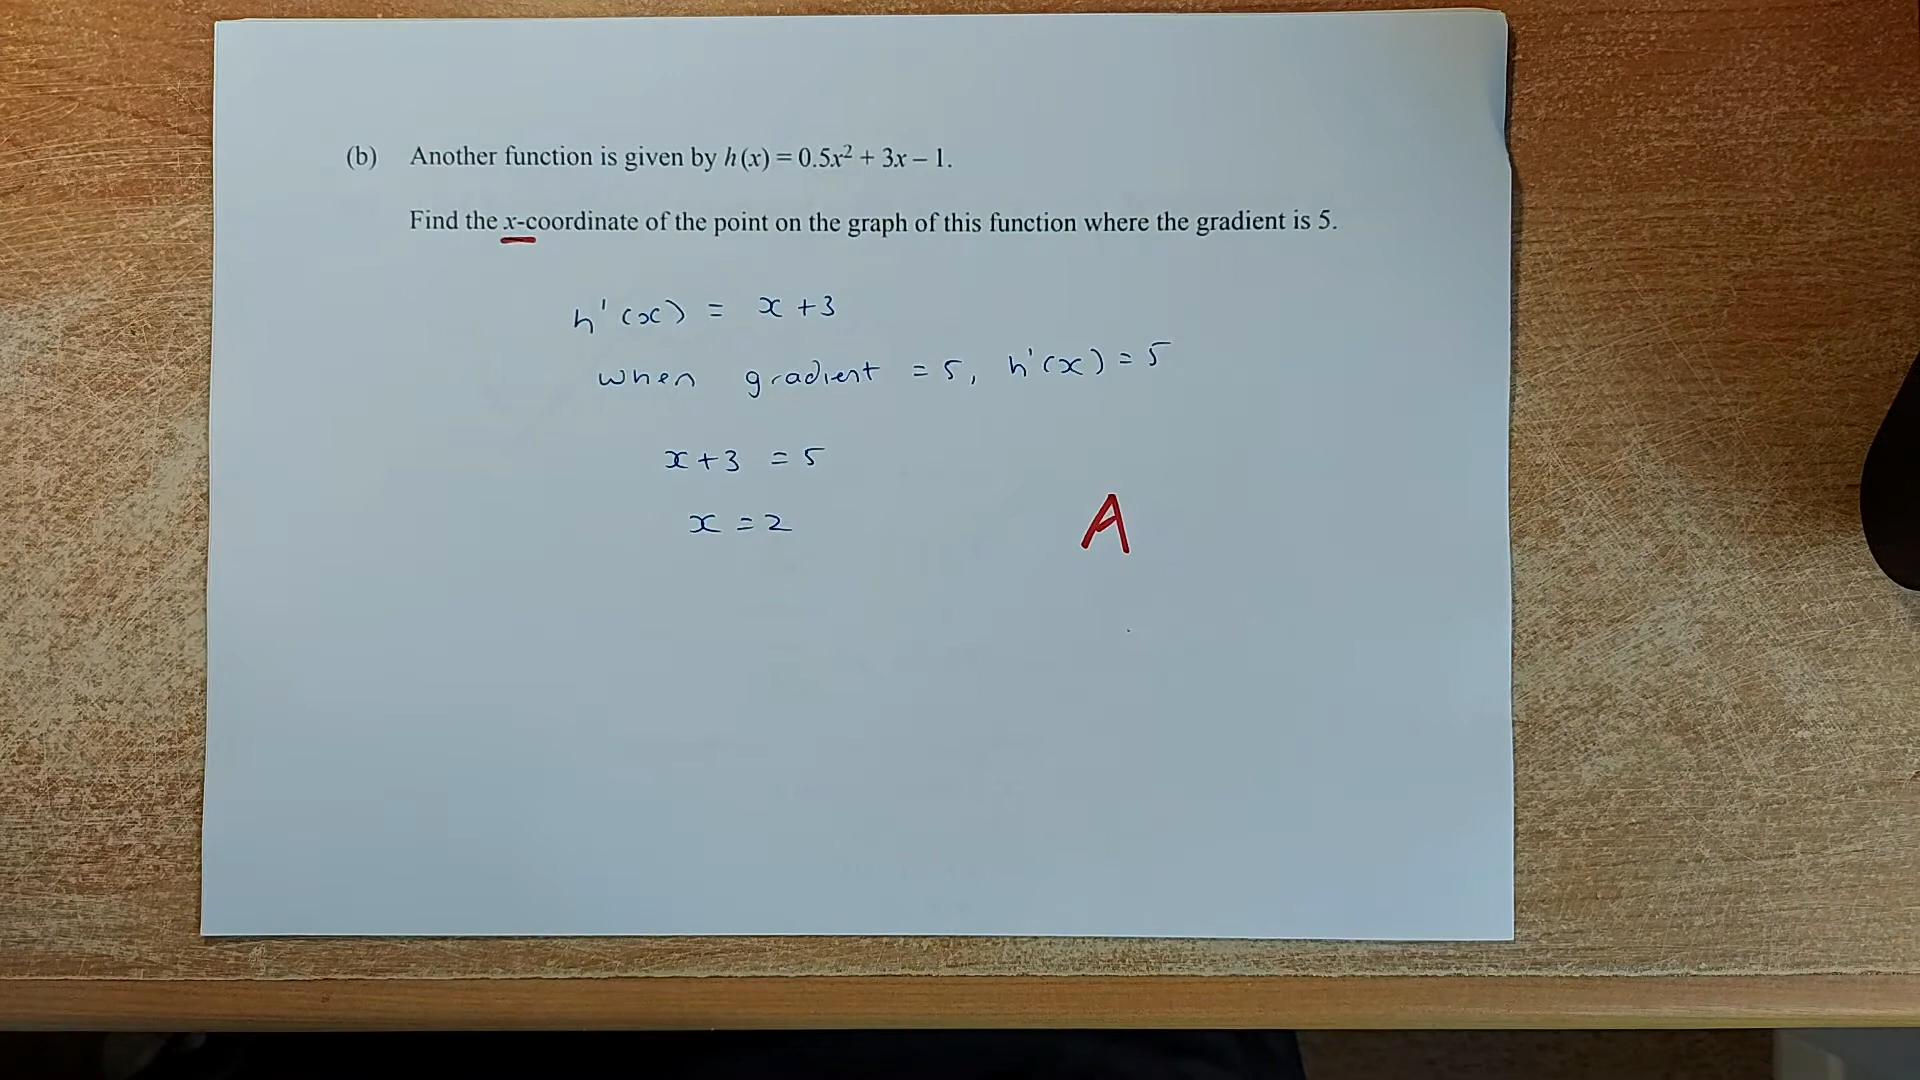 (b) Another function is given by h(x) = 0.5x² + 3x – 1.
Find the x-coordinate of the point on the graph of this function where the gradient is 5.
h'(x) = x + 3
when gradient = 5, h'(x) = 5
x + 3 = 5
x = 2
A